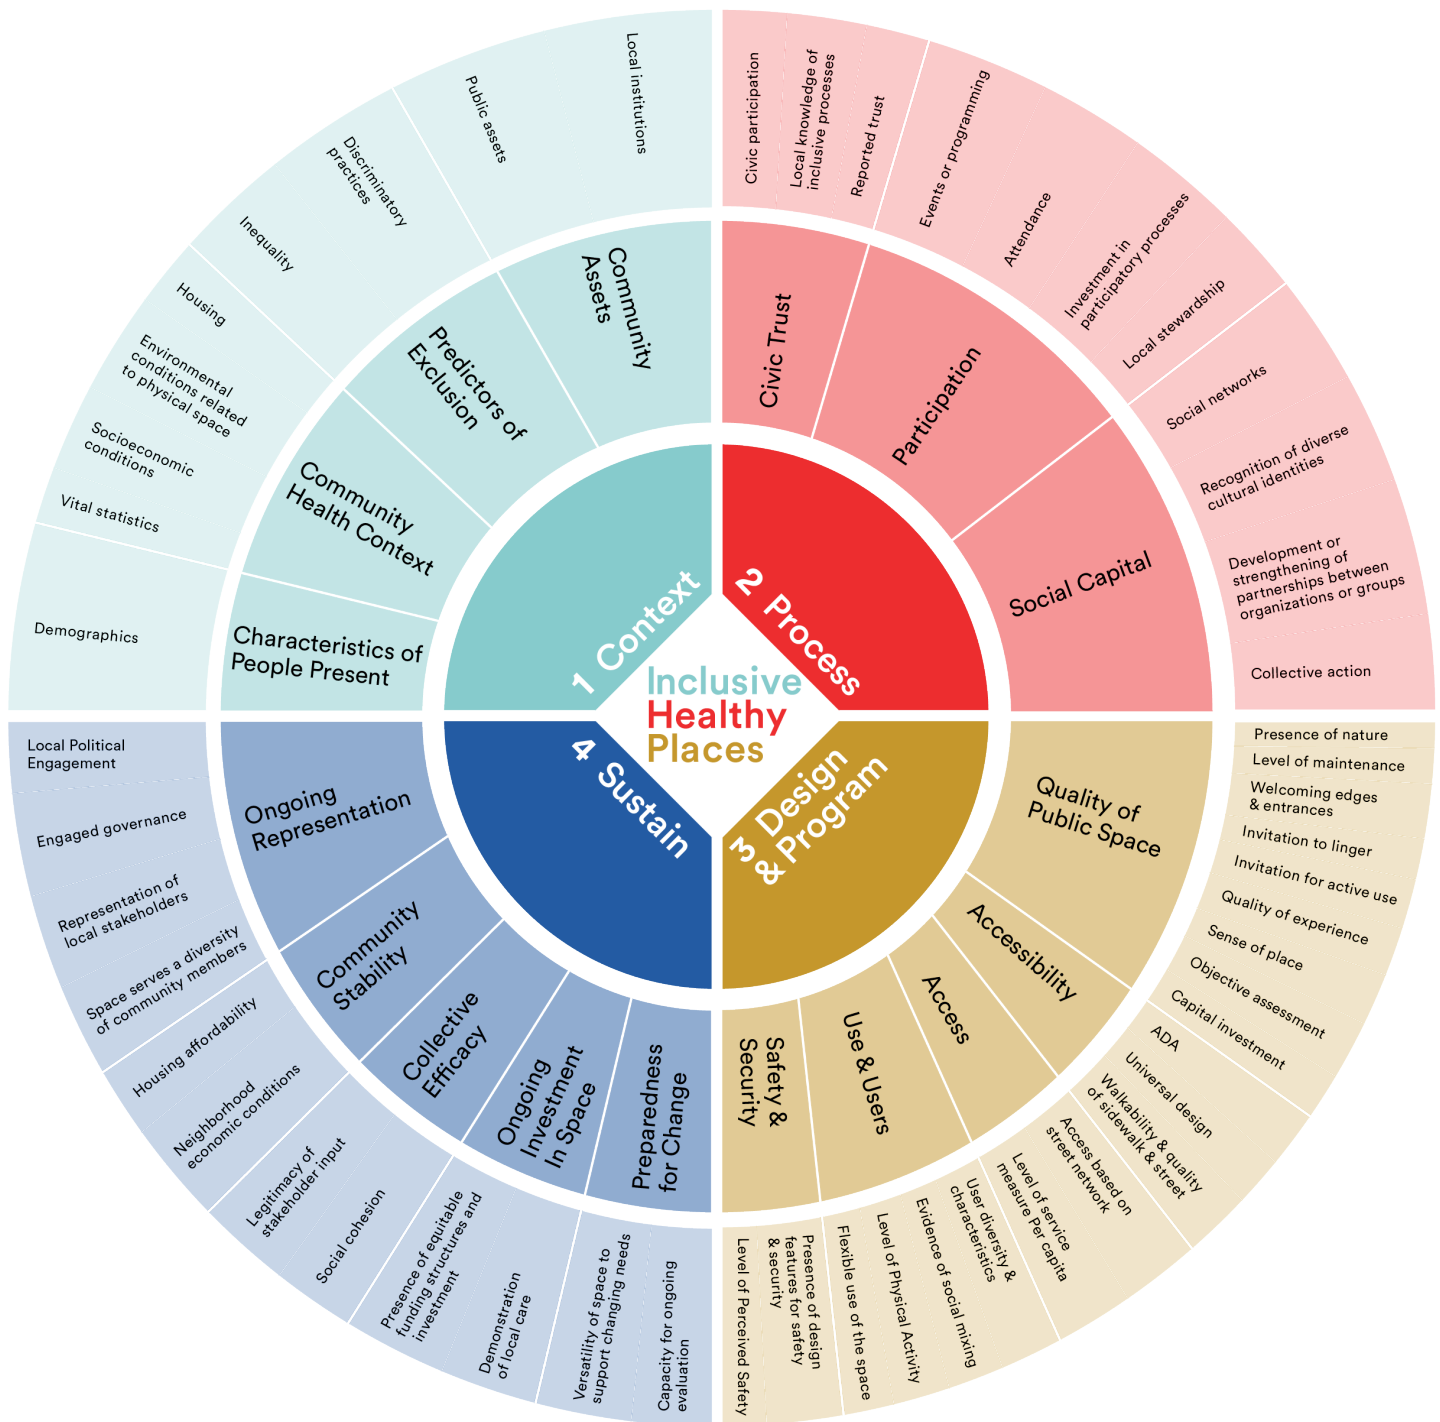 Inclusive
Healthy
Places
1 Context
Characteristics of
People Present
Demographics
Community
Health Context
Vital statistics
Socioeconomic
conditions
Environmental
conditions related
to physical space
Housing
Predictors of
Exclusion
Inequality
Discriminatory
practices
Community
Assets
Public assets
Local institutions
2 Process
Civic Trust
Civic participation
Local knowledge of
inclusive processes
Reported trust
Participation
Events or programming
Attendance
Investment in
participatory processes
Local stewardship
Social Capital
Social networks
Recognition of diverse
cultural identities
Development or
strengthening of
partnerships between
organizations or groups
Collective action
3 Design
& Program
Quality of
Public Space
Presence of nature
Level of maintenance
Welcoming edges
& entrances
Invitation to linger
Invitation for active use
Quality of experience
Sense of place
Objective assessment
Capital investment
Accessibility
ADA
Universal design
Walkability & quality
of sidewalk & street
Access
Access based on
street network
Level of service
measure Per capita
Use & Users
User diversity &
characteristics
Evidence of social mixing
Level of Physical Activity
Flexible use of the space
Safety &
Security
Presence of design
features for safety
& security
Level of Perceived Safety
4 Sustain
Preparedness
for Change
Capacity for ongoing
evaluation
Versatility of space to
support changing needs
Ongoing
Investment
In Space
Demonstration
of local care
Presence of equitable
funding structures and
investment
Collective
Efficacy
Social cohesion
Legitimacy of
stakeholder input
Community
Stability
Neighborhood
economic conditions
Housing affordability
Ongoing
Representation
Space serves a diversity
of community members
Representation of
local stakeholders
Engaged governance
Local Political
Engagement